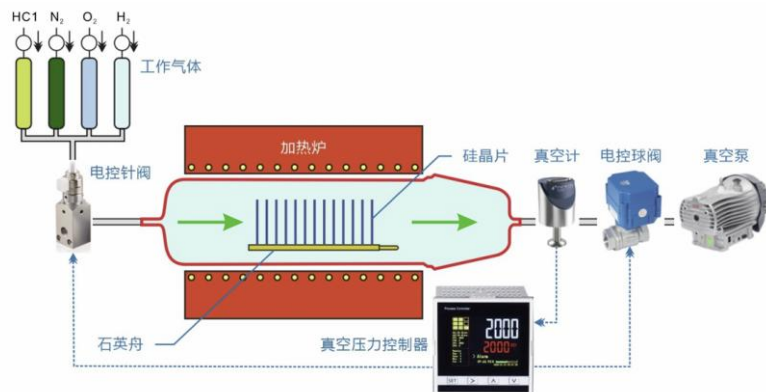 HC1 N₂ O₂ H₂
工作气体
加热炉
电控针阀
硅晶片
真空计
电控球阀
真空泵
石英舟
真空压力控制器
2000
2000
SET